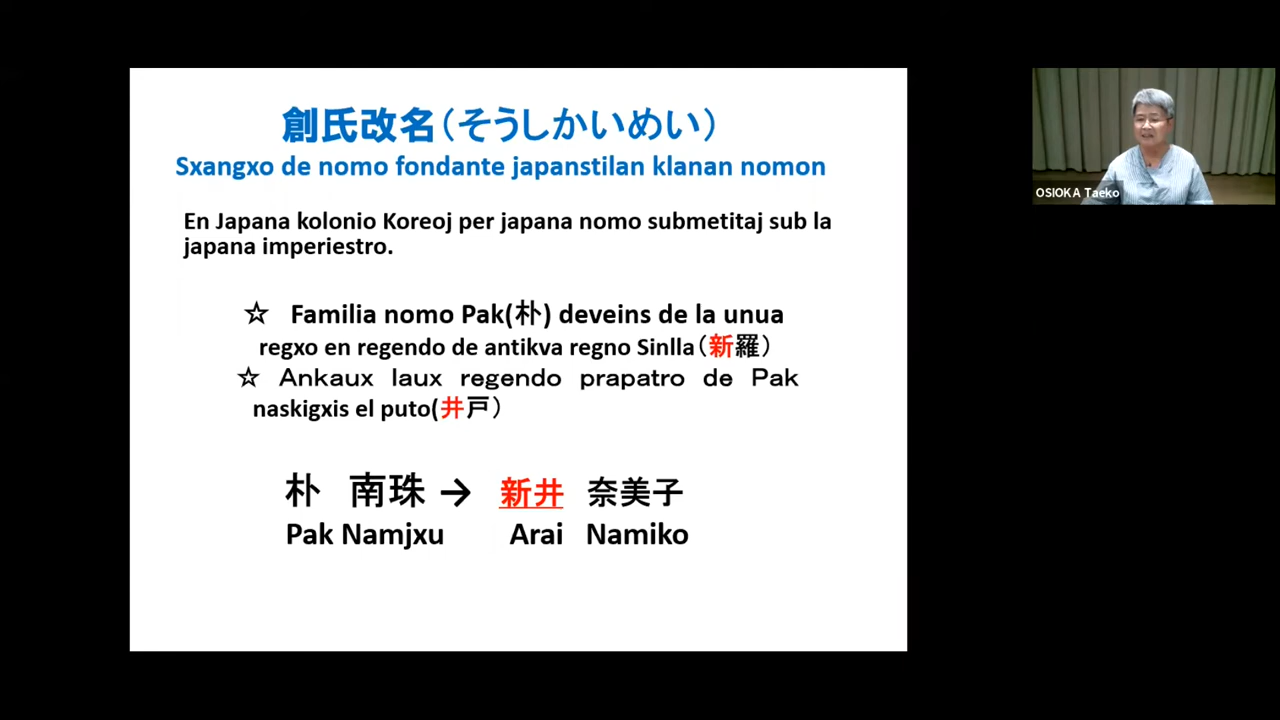 創氏改名（そうしかいめい）
Sxangxo de nomo fondante japanstilan klanan nomon
En Japana kolonio Koreoj per japana nomo submetitaj sub la
japana imperiestro.
☆ Familia nomo Pak(朴) deveins de la unua
regxo en regendo de antikva regno Sinlla（新羅）
☆ Ankaux laux regendo prapatro de Pak
naskigxis el puto(井戸）
朴 南珠 → 新井 奈美子
Pak Namjxu Arai Namiko
OSIOKA Taeko